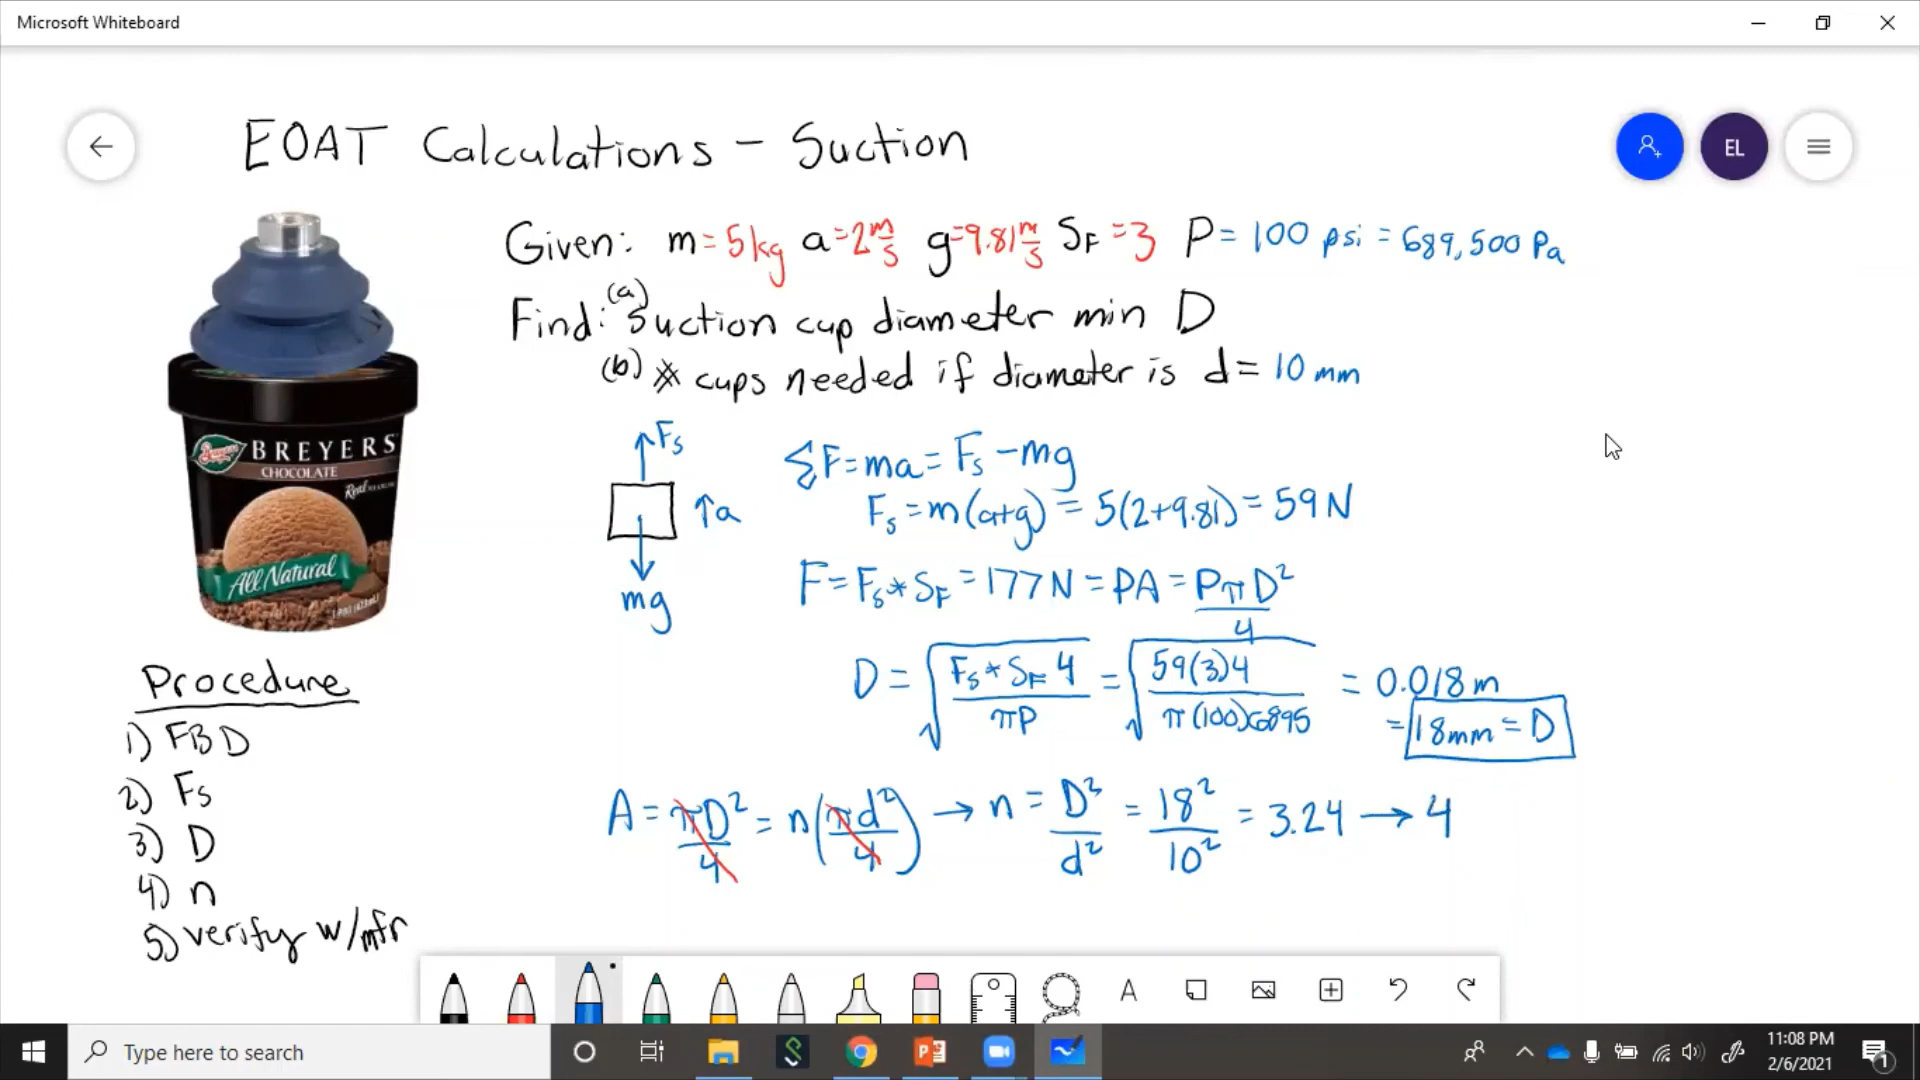 Microsoft Whiteboard
EOAT Calculations - Suction
EL
Given: m=5kg a=2m/s g=9.81m/s SF=3 P=100 psi=689,500 Pa
Find: (a) Suction cup diameter min D
(b) # cups needed if diameter is d=10 mm
↑Fs
↑a
mg
ΣF=ma=Fs-mg
Fs=m(a+g)=5(2+9.81)=59N
F=Fs*SF=177N=PA=PπD²/4
D=√(Fs*SF 4/πP)=√(59(3)4/π(100)6895)=0.018m
=18mm=D
A=πD²/4=n(πd²/4)→n=D²/d²=18²/10²=3.24→4
Breyers
BREYERS
CHOCOLATE
All Natural
Procedure
1) FBD
2) Fs
3) D
4) n
5) verify w/mfr
A
Type here to search
11:08 PM
2/6/2021
1